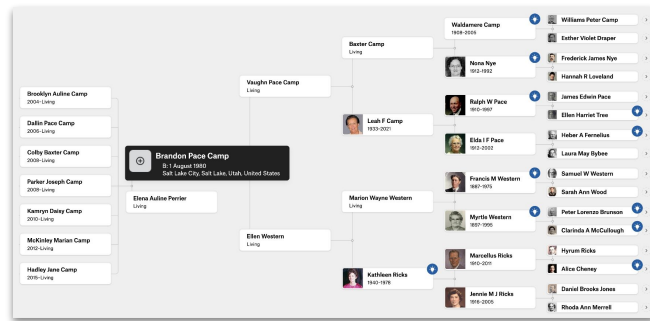 Brooklyn Auline Camp
2004-Living
Dallin Pace Camp
2006-Living
Colby Baxter Camp
2008-Living
Parker Joseph Camp
2009-Living
Kamryn Daisy Camp
2010-Living
McKinley Marian Camp
2012-Living
Hadley Jane Camp
2015-Living
Brandon Pace Camp
B: 1 August 1980
Salt Lake City, Salt Lake, Utah, United States
Elena Auline Perrier
Living
Vaughn Pace Camp
Living
Ellen Western
Living
Baxter Camp
Living
Leah F Camp
1933-2021
Marion Wayne Western
Living
Kathleen Ricks
1940-1978
Waldamere Camp
1908-2005
Nona Nye
1912-1992
Ralph W Pace
1910-1997
Elda I F Pace
1912-2002
Francis M Western
1887-1975
Myrtle Western
1897-1995
Marcellus Ricks
1910-2011
Jennie M J Ricks
1916-2005
Williams Peter Camp
Esther Violet Draper
Frederick James Nye
Hannah R Loveland
James Edwin Pace
Ellen Harriet Tree
Heber A Fernelius
Laura May Bybee
Samuel W Western
Sarah Ann Wood
Peter Lorenzo Brunson
Clarinda A McCullough
Hyrum Ricks
Alice Cheney
Daniel Brooks Jones
Rhoda Ann Merrell